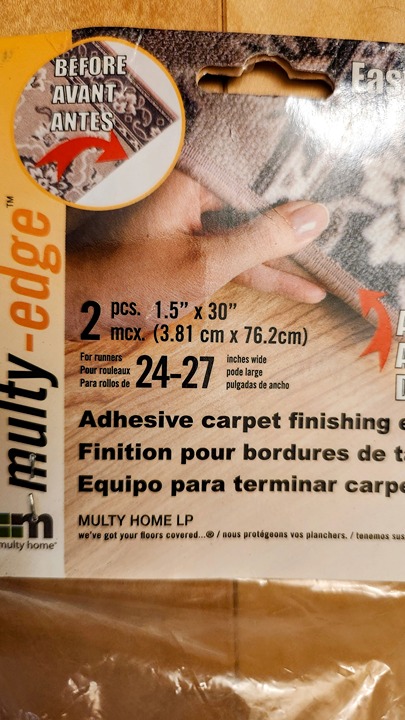 BEFORE
AVANT
ANTES
multy-edge™
2 pcs. 1.5” x 30”
mcx. (3.81 cm x 76.2cm)
For runners
Pour rouleaux
Para rollos de
24-27
inches wide
pode large
pulgadas de ancho
Adhesive carpet finishing
Finition pour bordures de
Equipo para terminar
MULTY HOME LP
we've got your floors covered...® / nous protégeons vos planchers. / tenemos
m
multy home®